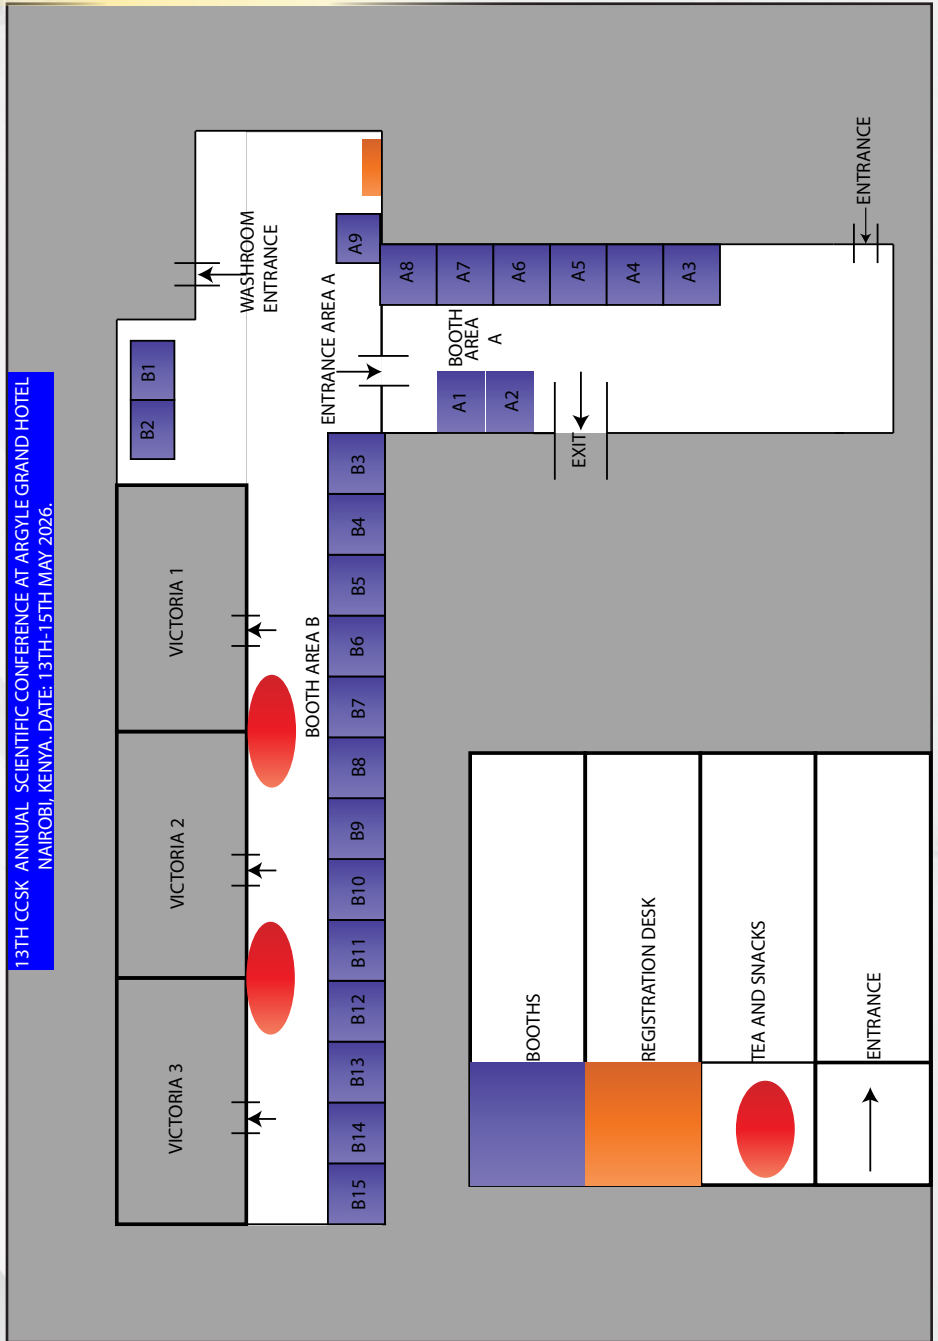 13TH CCSK ANNUAL SCIENTIFIC CONFERENCE AT ARGYLE GRAND HOTEL
NAIROBI, KENYA. DATE: 13TH-15TH MAY 2026.
VICTORIA 3
VICTORIA 2
VICTORIA 1
B2
B1
WASHROOM
ENTRANCE
BOOTH AREA B
ENTRANCE AREA A
A9
B15
B14
B13
B12
B11
B10
B9
B8
B7
B6
B5
B4
B3
A8
A7
A6
A5
A4
A3
BOOTH
AREA
A
A1
A2
EXIT
ENTRANCE
BOOTHS
REGISTRATION DESK
TEA AND SNACKS
ENTRANCE